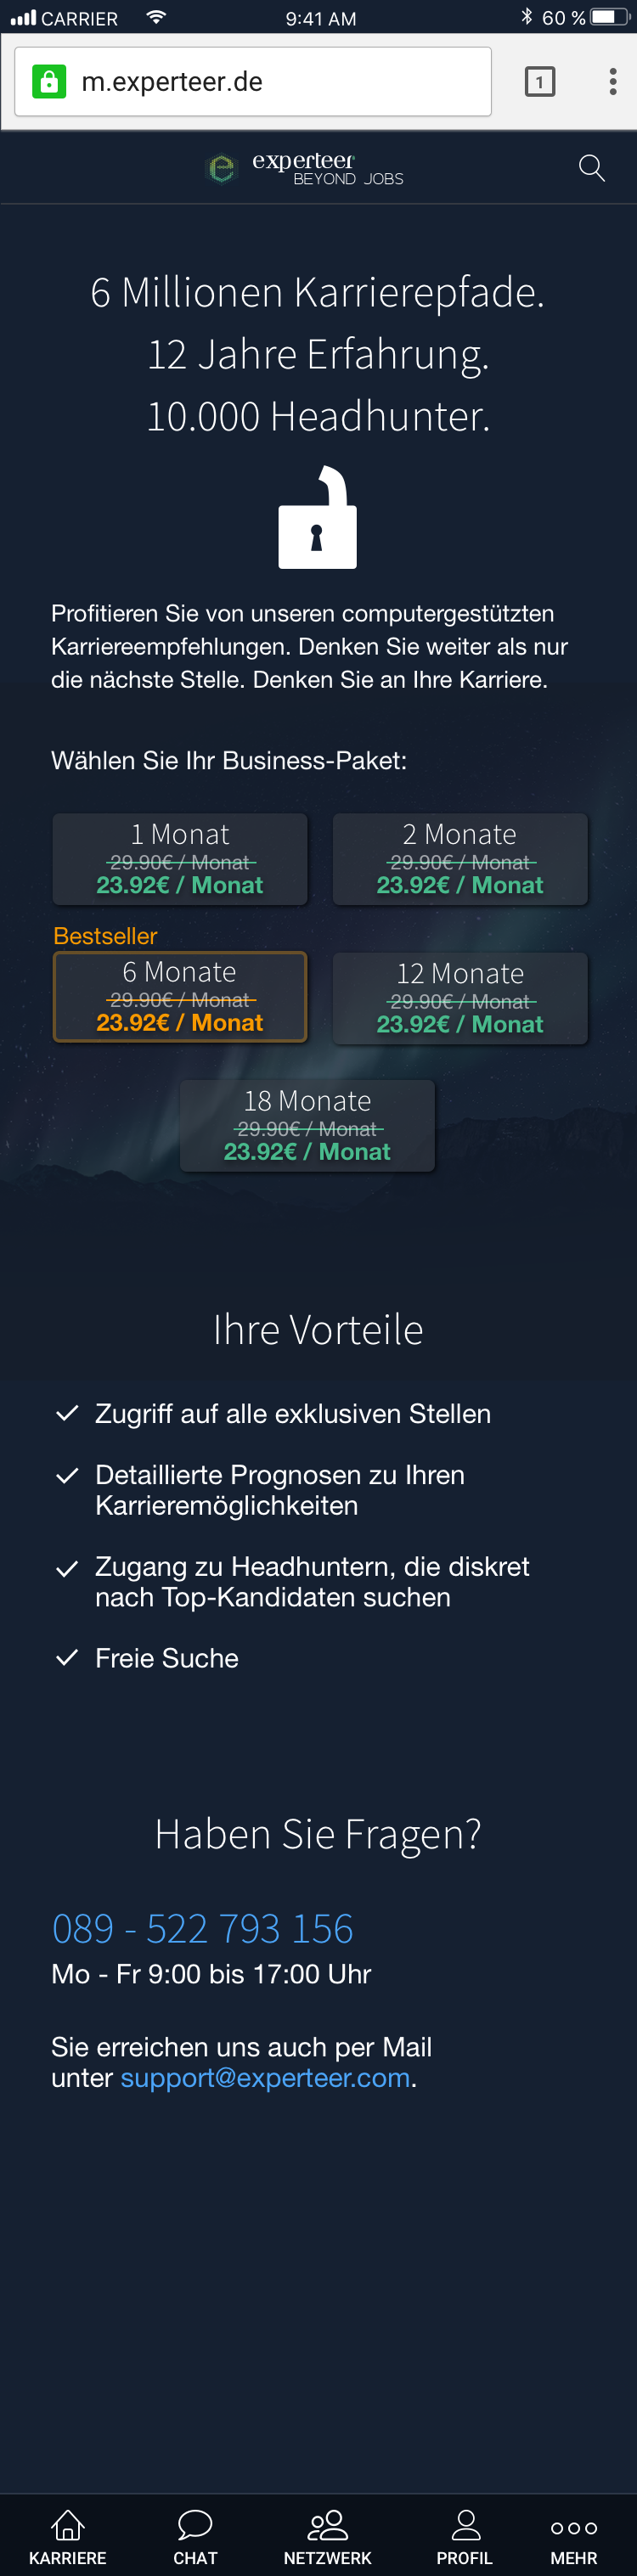 CARRIER 9:41 AM 60 %
m.experteer.de 1
experteer
BEYOND JOBS
6 Millionen Karrierepfade.
12 Jahre Erfahrung.
10.000 Headhunter.
Profitieren Sie von unseren computergestützten
Karriereempfehlungen. Denken Sie weiter als nur
die nächste Stelle. Denken Sie an Ihre Karriere.
Wählen Sie Ihr Business-Paket:
1 Monat
29.90€ / Monat
23.92€ / Monat
2 Monate
29.90€ / Monat
23.92€ / Monat
Bestseller
6 Monate
29.90€ / Monat
23.92€ / Monat
12 Monate
29.90€ / Monat
23.92€ / Monat
18 Monate
29.90€ / Monat
23.92€ / Monat
Ihre Vorteile
Zugriff auf alle exklusiven Stellen
Detaillierte Prognosen zu Ihren
Karrieremöglichkeiten
Zugang zu Headhuntern, die diskret
nach Top-Kandidaten suchen
Freie Suche
Haben Sie Fragen?
089 - 522 793 156
Mo - Fr 9:00 bis 17:00 Uhr
Sie erreichen uns auch per Mail
unter support@experteer.com.
KARRIERE CHAT NETZWERK PROFIL MEHR